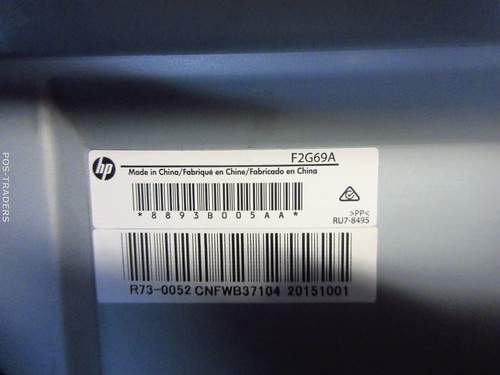 POS-TRADERS
hp
F2G69A
Made in China/Fabriqué en Chine/Fabricado en China
*8893B005AA*
>PP<
RU7-8495
R73-0052 CNFWB37104 20151001